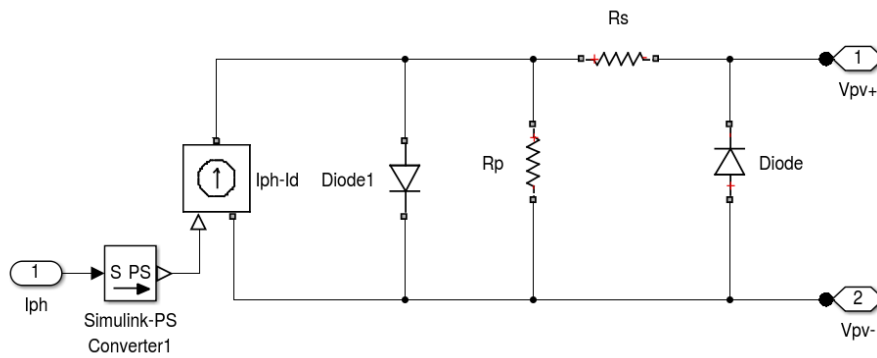 Rs
1
Vpv+
Iph-Id
Diode1
Rp
Diode
1
Iph
S PS
Simulink-PS
Converter1
2
Vpv-